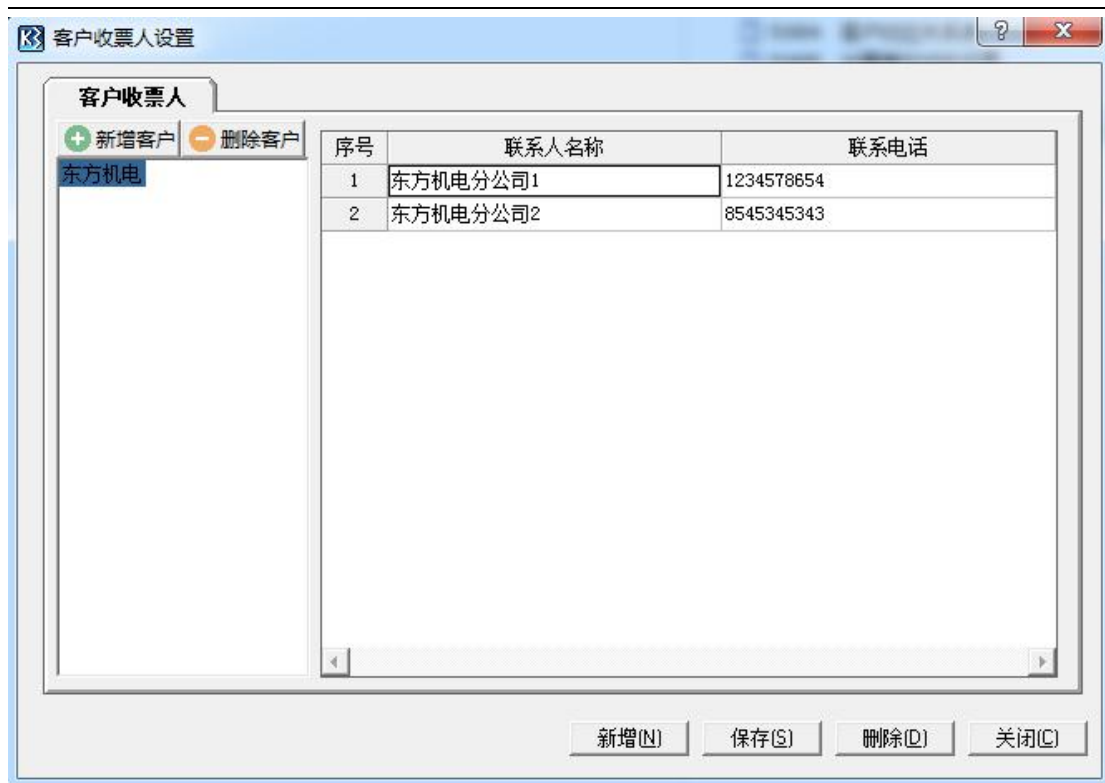 K3 客户收票人设置
?
X
客户收票人
新增客户 删除客户
东方机电
序号 联系人名称 联系电话
1 东方机电分公司1 1234578654
2 东方机电分公司2 8545345343
新增(N) 保存(S) 删除(D) 关闭(C)